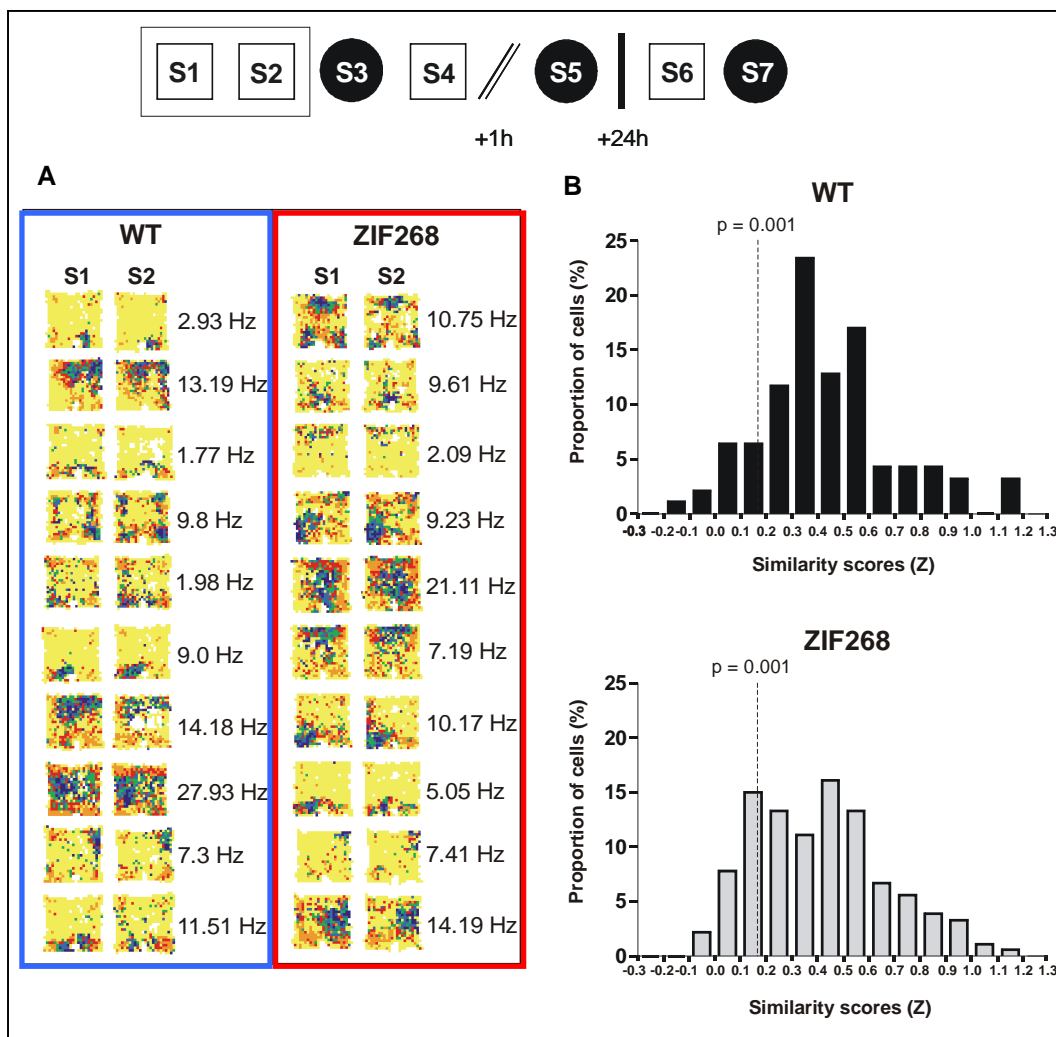 S1 S2 S3 S4 S5 S6 S7
+1h +24h
A
WT ZIF268
S1 S2 S1 S2
2.93 Hz 10.75 Hz
13.19 Hz 9.61 Hz
1.77 Hz 2.09 Hz
9.8 Hz 9.23 Hz
1.98 Hz 21.11 Hz
9.0 Hz 7.19 Hz
14.18 Hz 10.17 Hz
27.93 Hz 5.05 Hz
7.3 Hz 7.41 Hz
11.51 Hz 14.19 Hz
B
WT
p = 0.001
Proportion of cells (%)
25
20
15
10
5
0
-0.3 -0.2 -0.1 0.0 0.1 0.2 0.3 0.4 0.5 0.6 0.7 0.8 0.9 1.0 1.1 1.2 1.3
Similarity scores (Z)
ZIF268
p = 0.001
Proportion of cells (%)
25
20
15
10
5
0
-0.3 -0.2 -0.1 0.0 0.1 0.2 0.3 0.4 0.5 0.6 0.7 0.8 0.9 1.0 1.1 1.2 1.3
Similarity scores (Z)